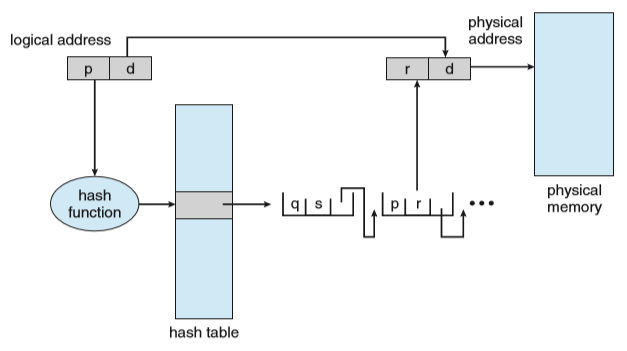 logical address
physical
address
p d
r d
hash
function
q s
p r
•••
physical
memory
hash table